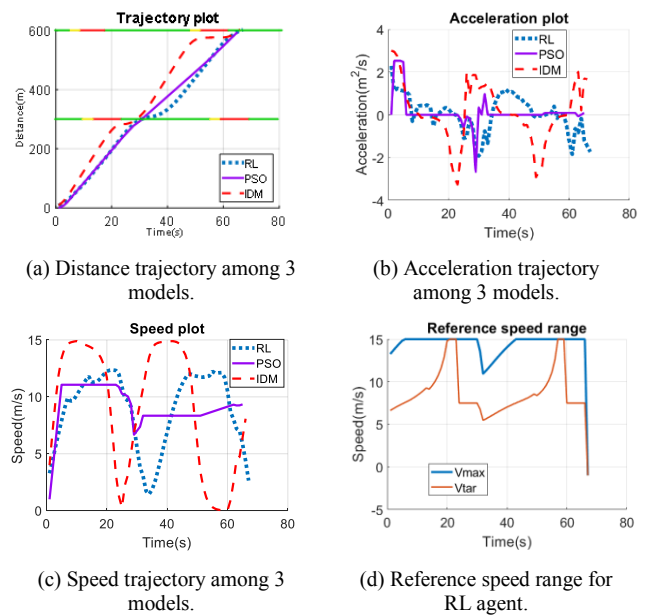 Trajectory plot
600
400
200
0
Distance(m)
0
20
40
60
80
Time(s)
RL
PSO
IDM
(a) Distance trajectory among 3
models.
Acceleration plot
4
2
0
-2
-4
Acceleration(m²/s)
0
20
40
60
80
Time(s)
RL
PSO
IDM
(b) Acceleration trajectory
among 3 models.
Speed plot
15
10
5
0
Speed(m/s)
0
20
40
60
80
Time(s)
RL
PSO
IDM
(c) Speed trajectory among 3
models.
Reference speed range
15
10
5
0
-5
Speed(m/s)
0
20
40
60
80
Time(s)
Vmax
Vtar
(d) Reference speed range for
RL agent.